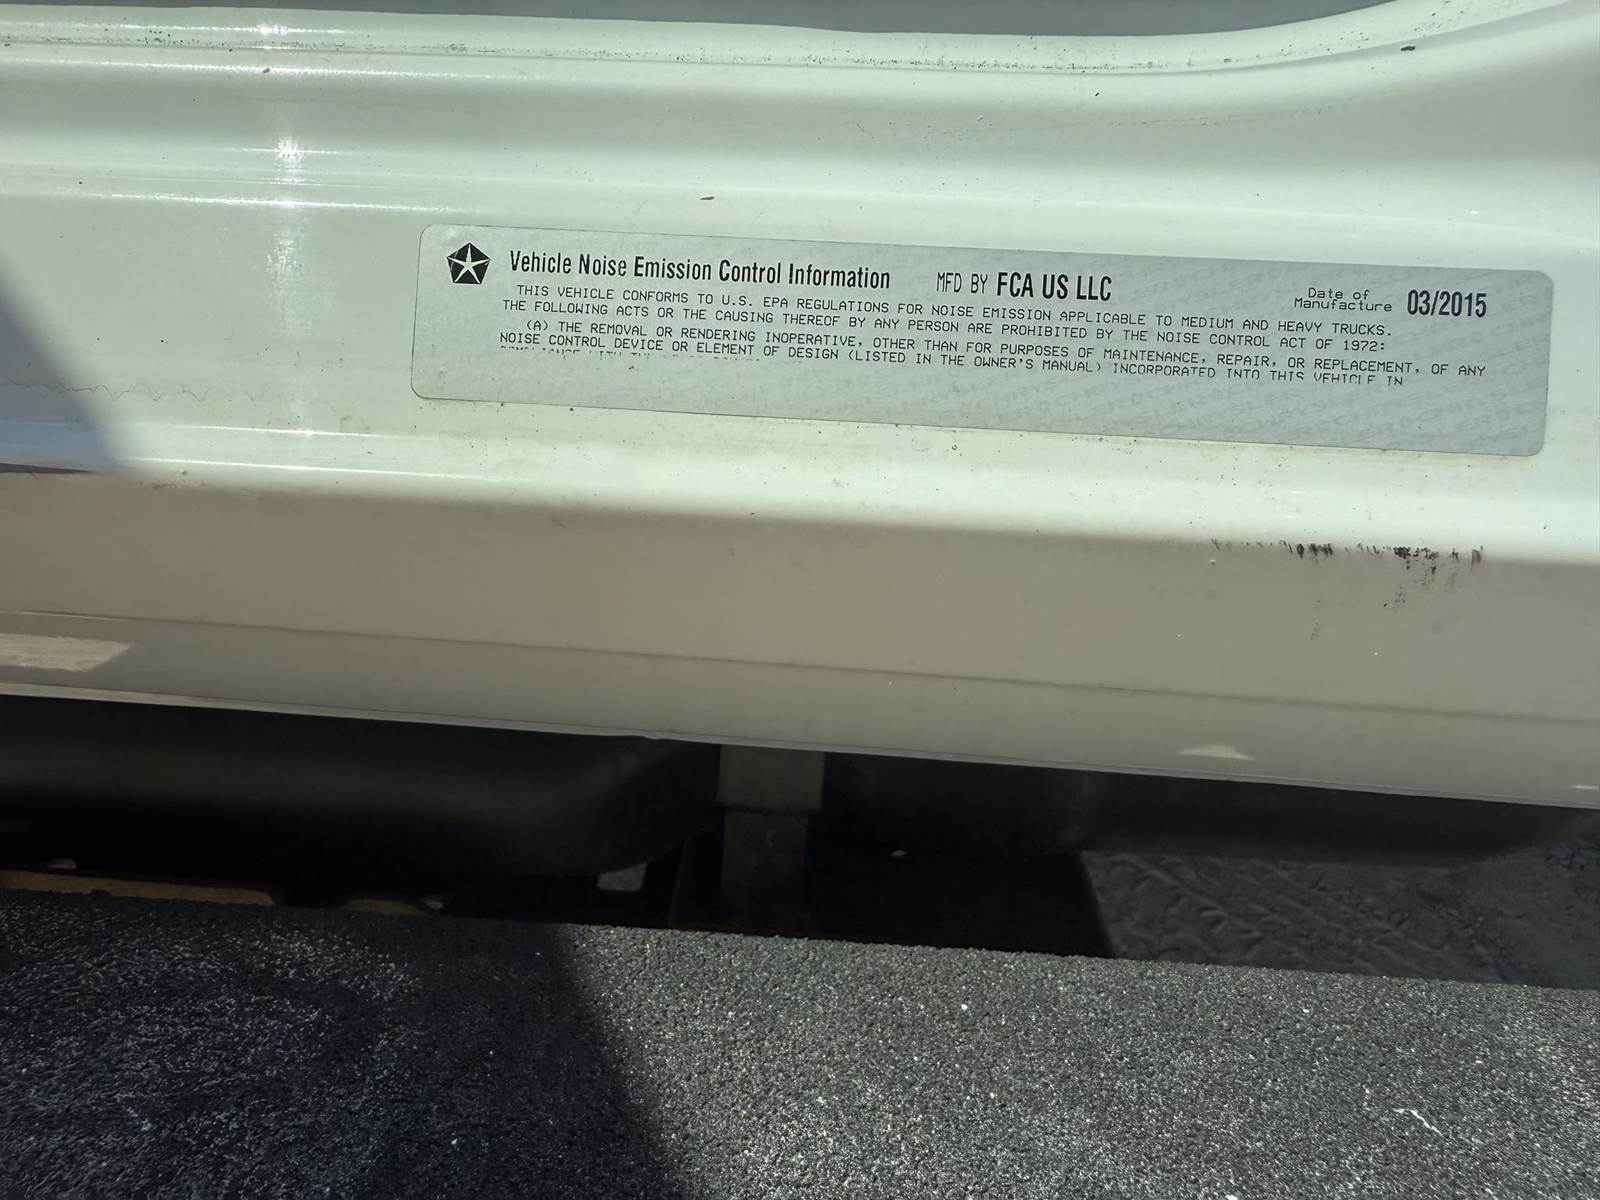 Vehicle Noise Emission Control Information MFD BY FCA US LLC Date of Manufacture 03/2015
THIS VEHICLE CONFORMS TO U.S. EPA REGULATIONS FOR NOISE EMISSION APPLICABLE TO MEDIUM AND HEAVY TRUCKS.
THE FOLLOWING ACTS OR THE CAUSING THEREOF BY ANY PERSON ARE PROHIBITED BY THE NOISE CONTROL ACT OF 1972:
(A) THE REMOVAL OR RENDERING INOPERATIVE, OTHER THAN FOR PURPOSES OF MAINTENANCE, REPAIR, OR REPLACEMENT, OF ANY
NOISE CONTROL DEVICE OR ELEMENT OF DESIGN (LISTED IN THE OWNER'S MANUAL) INCORPORATED INTO THIS VEHICLE IN